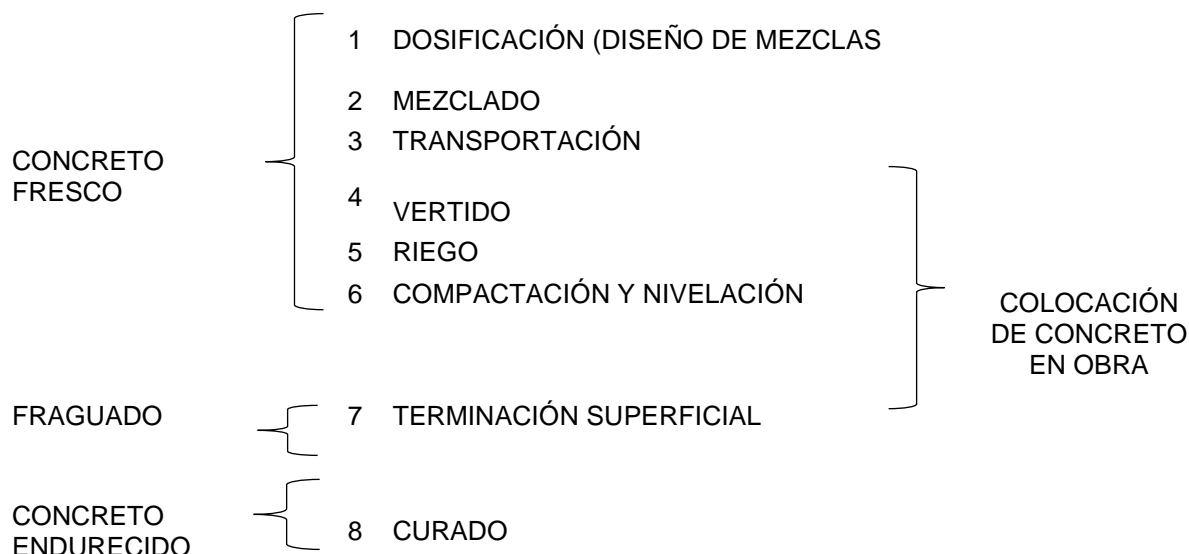 1 DOSIFICACIÓN (DISEÑO DE MEZCLAS
2 MEZCLADO
3 TRANSPORTACIÓN
CONCRETO
FRESCO
4
VERTIDO
5 RIEGO
6 COMPACTACIÓN Y NIVELACIÓN
COLOCACIÓN
DE CONCRETO
EN OBRA
FRAGUADO
7 TERMINACIÓN SUPERFICIAL
CONCRETO
ENDURECIDO
8 CURADO